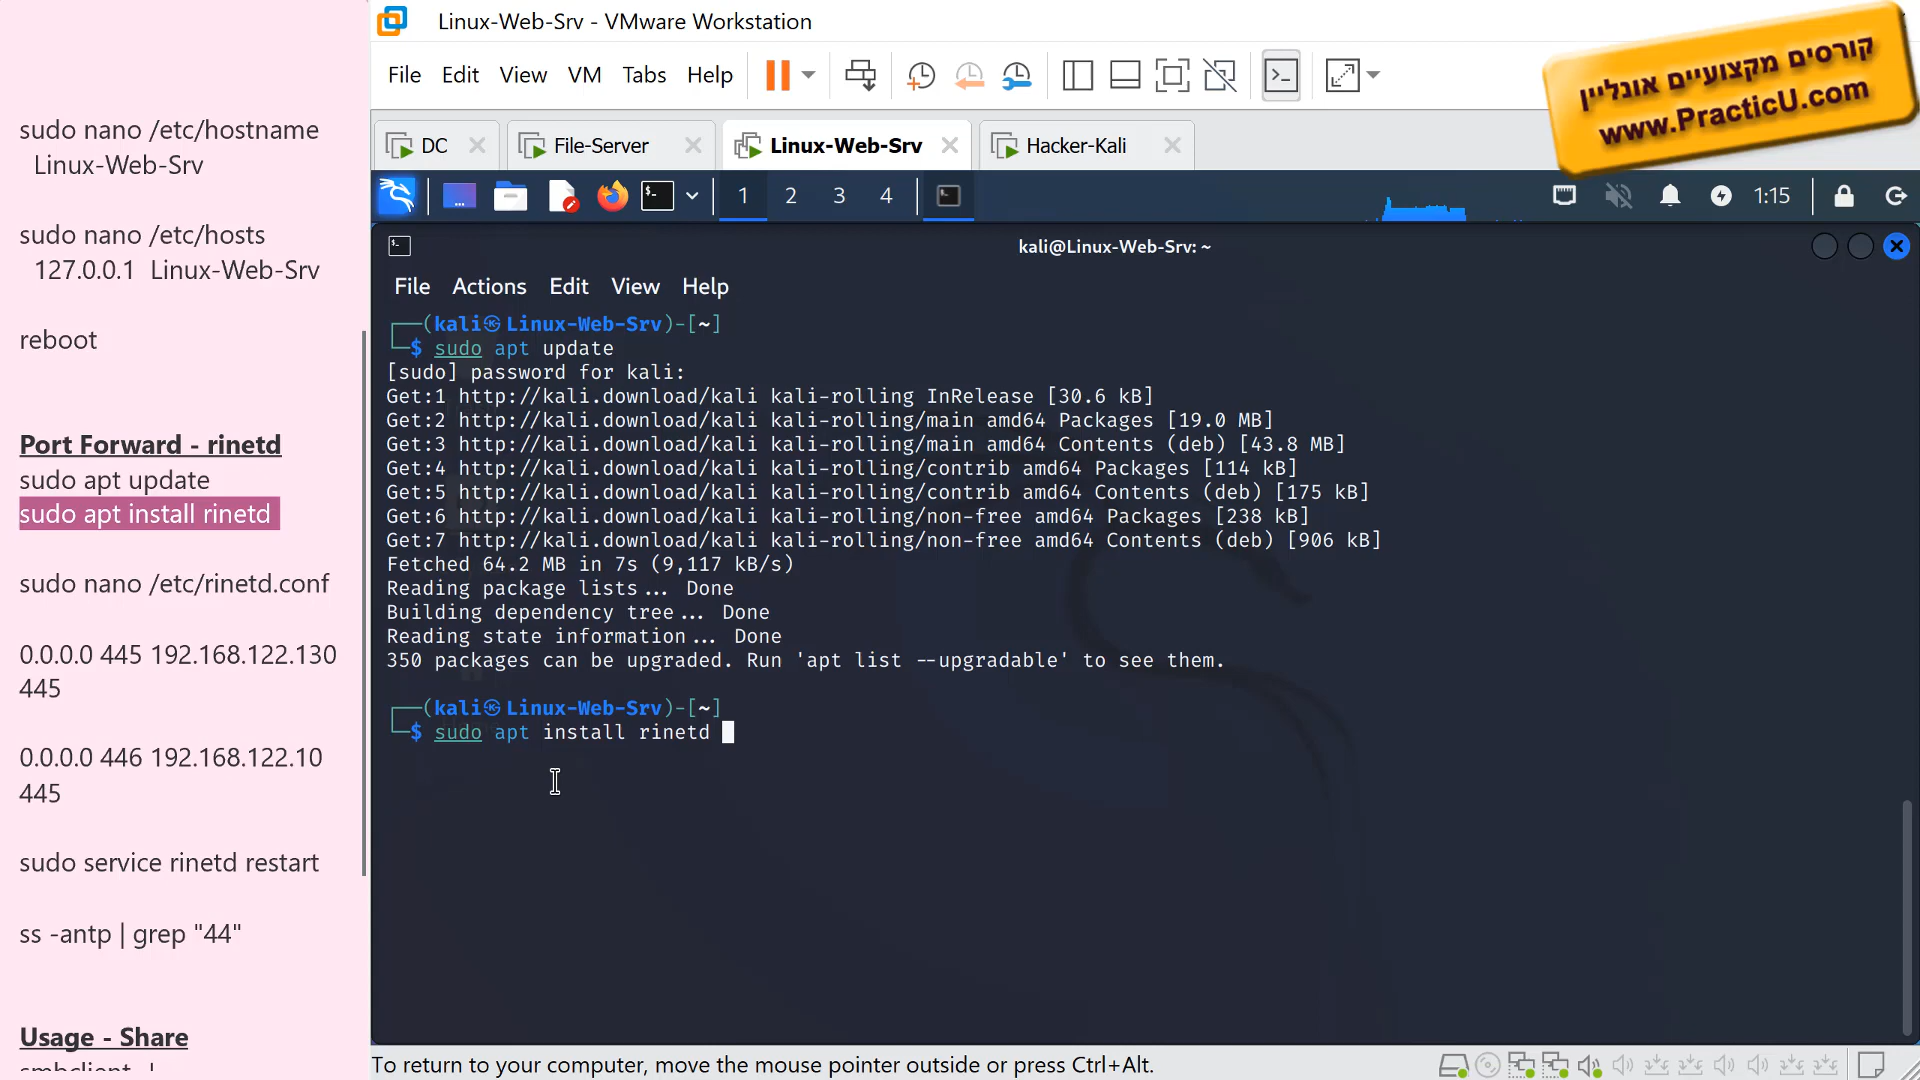 sudo nano /etc/hostname
Linux-Web-Srv
sudo nano /etc/hosts
127.0.0.1 Linux-Web-Srv
reboot
Port Forward - rinetd
sudo apt update
sudo apt install rinetd
sudo nano /etc/rinetd.conf
0.0.0.0 445 192.168.122.130
445
0.0.0.0 446 192.168.122.10
445
sudo service rinetd restart
ss -antp | grep "44"
Usage - Share
Linux-Web-Srv - VMware Workstation
File Edit View VM Tabs Help
קורסים מקצועיים אונליין
www.PracticU.com
DC File-Server Linux-Web-Srv Hacker-Kali
1 2 3 4 1:15
kali@Linux-Web-Srv: ~
File Actions Edit View Help
┌──(kali㉿Linux-Web-Srv)-[~]
└─$ sudo apt update
[sudo] password for kali:
Get:1 http://kali.download/kali kali-rolling InRelease [30.6 kB]
Get:2 http://kali.download/kali kali-rolling/main amd64 Packages [19.0 MB]
Get:3 http://kali.download/kali kali-rolling/main amd64 Contents (deb) [43.8 MB]
Get:4 http://kali.download/kali kali-rolling/contrib amd64 Packages [114 kB]
Get:5 http://kali.download/kali kali-rolling/contrib amd64 Contents (deb) [175 kB]
Get:6 http://kali.download/kali kali-rolling/non-free amd64 Packages [238 kB]
Get:7 http://kali.download/kali kali-rolling/non-free amd64 Contents (deb) [906 kB]
Fetched 64.2 MB in 7s (9,117 kB/s)
Reading package lists... Done
Building dependency tree... Done
Reading state information... Done
350 packages can be upgraded. Run 'apt list --upgradable' to see them.
┌──(kali㉿Linux-Web-Srv)-[~]
└─$ sudo apt install rinetd
To return to your computer, move the mouse pointer outside or press Ctrl+Alt.